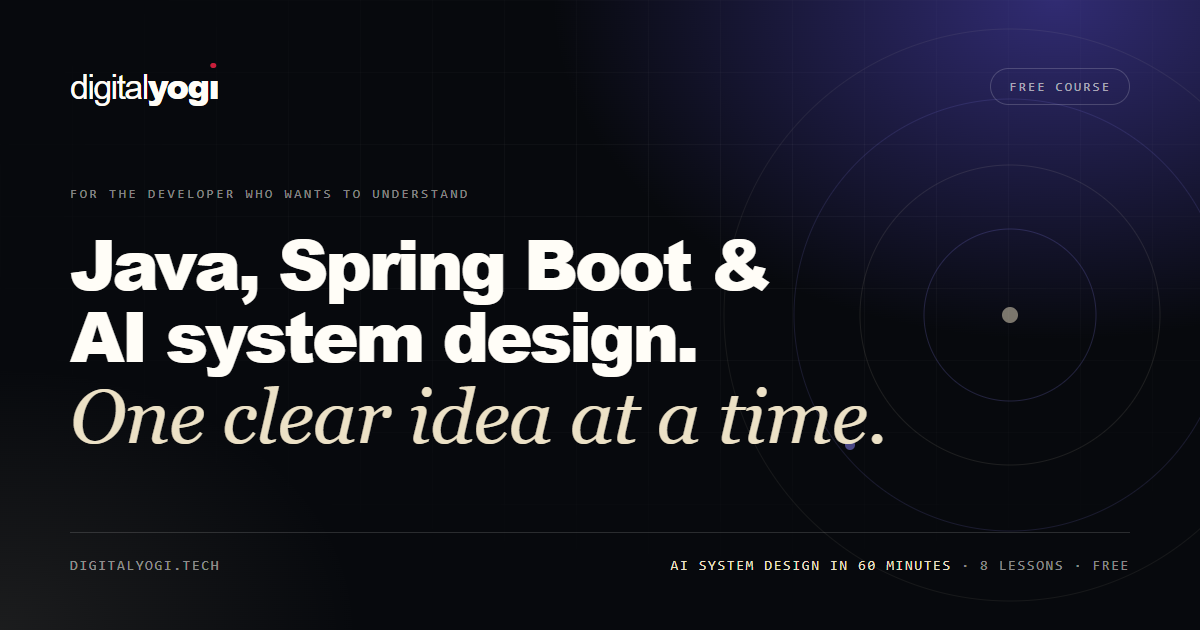 digitalyogi
FREE COURSE
FOR THE DEVELOPER WHO WANTS TO UNDERSTAND
Java, Spring Boot &
AI system design.
One clear idea at a time.
DIGITALYOGI.TECH
AI SYSTEM DESIGN IN 60 MINUTES · 8 LESSONS · FREE